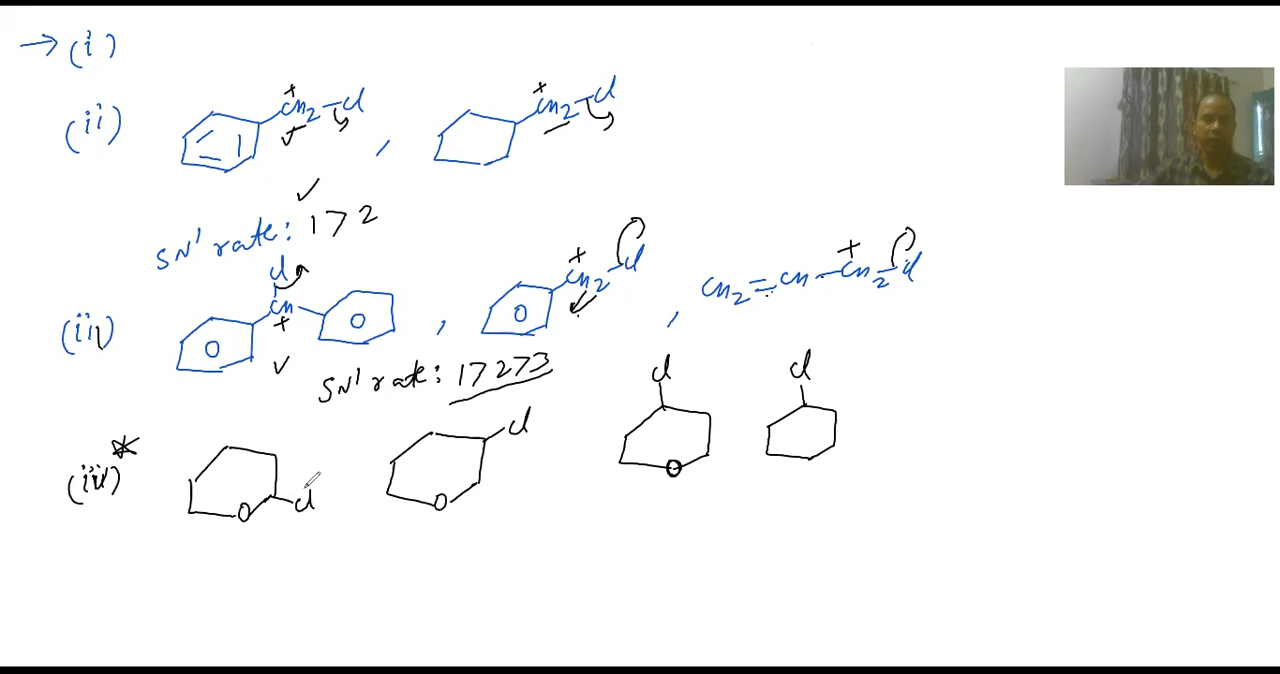 → (i)
(ii) CH2-Cl , CH2-Cl
+ +
SN1 rate: 1 > 2
(iii) Cl CH + , CH2 + Cl , CH2=CH-CH2 + Cl
SN1 rate: 1 > 2 > 3
(iv) * O Cl O Cl Cl O Cl